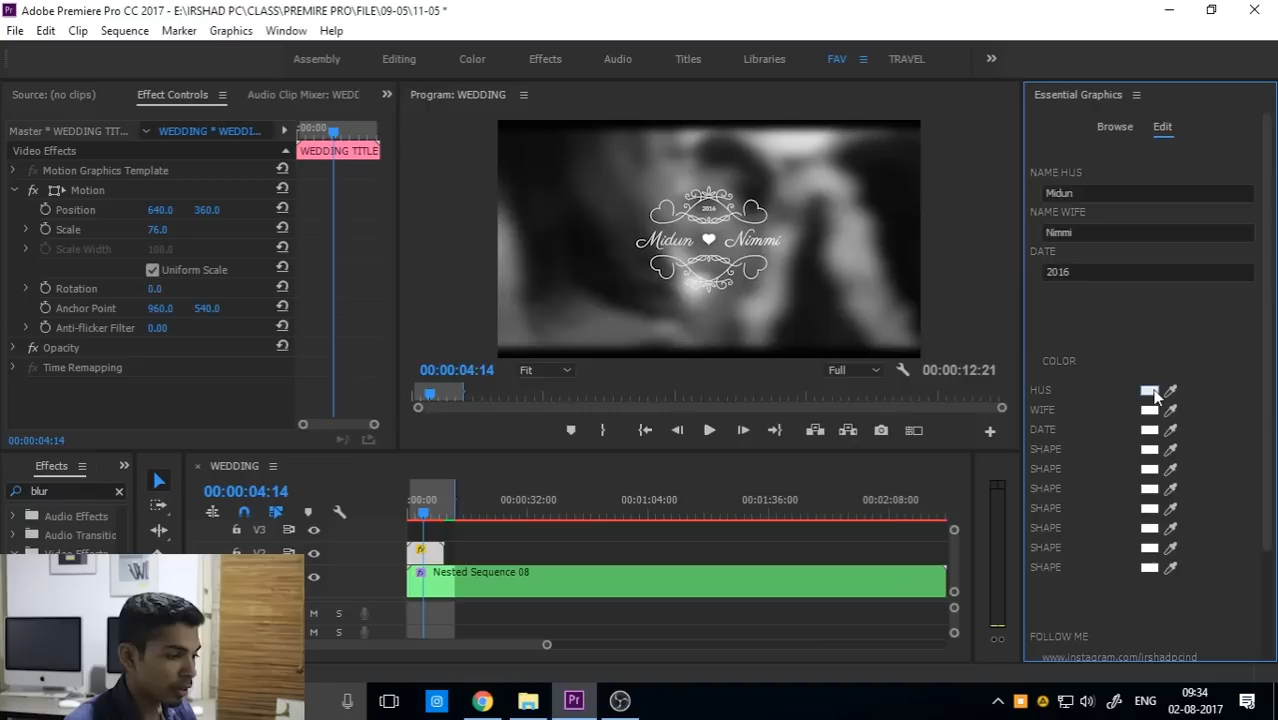 Adobe Premiere Pro CC 2017 - E:\IRSHAD PC\CLASS\PREMIRE PRO\FILE\09-05\11-05 *
File Edit Clip Sequence Marker Graphics Window Help
Assembly Editing Color Effects Audio Titles Libraries FAV TRAVEL
Source: (no clips) Effect Controls Audio Clip Mixer: WEDD
Master * WEDDING TIT... WEDDING * WEDDI...
:00:00
Video Effects
WEDDING TITLE
Motion Graphics Template
fx Motion
Position 640.0 360.0
Scale 76.0
Scale Width 100.0
Uniform Scale
Rotation 0.0
Anchor Point 960.0 540.0
Anti-flicker Filter 0.00
fx Opacity
Time Remapping
00:00:04:14
Program: WEDDING
2016
Midun Nimmi
00:00:04:14 Fit Full 00:00:12:21
Essential Graphics
Browse Edit
NAME HUS
Midun
NAME WIFE
Nimmi
DATE
2016
COLOR
HUS
WIFE
DATE
SHAPE
SHAPE
SHAPE
SHAPE
SHAPE
SHAPE
SHAPE
FOLLOW ME
www.instagram.com/irshadpcind
Effects
blur
Audio Effects
Audio Transitio
Video Effects
WEDDING
00:00:04:14
:00:00 00:00:32:00 00:01:04:00 00:01:36:00 00:02:08:00
V3
V2
fx
fx Nested Sequence 08
M S
M S
Pr
ENG
09:34
02-08-2017